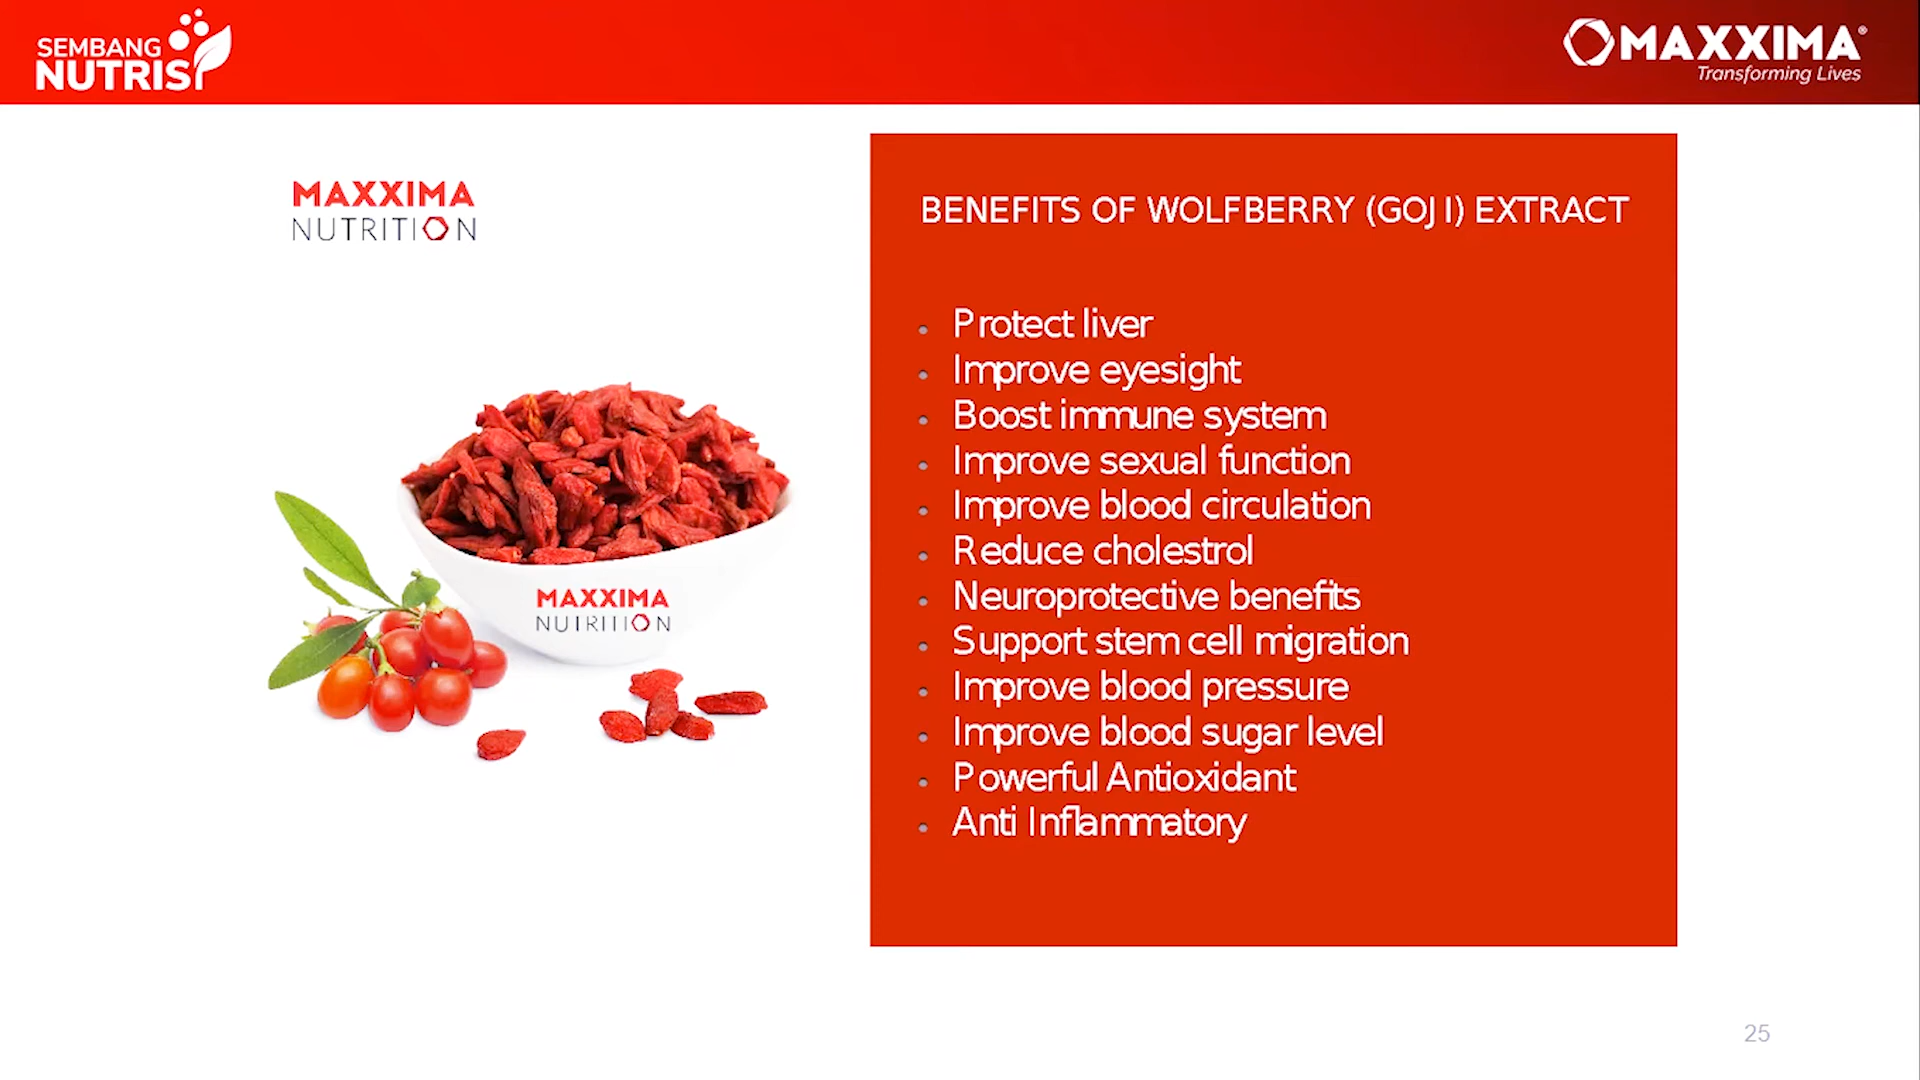 SEMBANG
NUTRISI
MAXXIMA®
Transforming Lives
MAXXIMA
NUTRITION
BENEFITS OF WOLFBERRY (GOJI) EXTRACT
• Protect liver
• Improve eyesight
• Boost immune system
• Improve sexual function
• Improve blood circulation
• Reduce cholestrol
• Neuroprotective benefits
• Support stem cell migration
• Improve blood pressure
• Improve blood sugar level
• Powerful Antioxidant
• Anti Inflammatory
MAXXIMA
NUTRITION
25